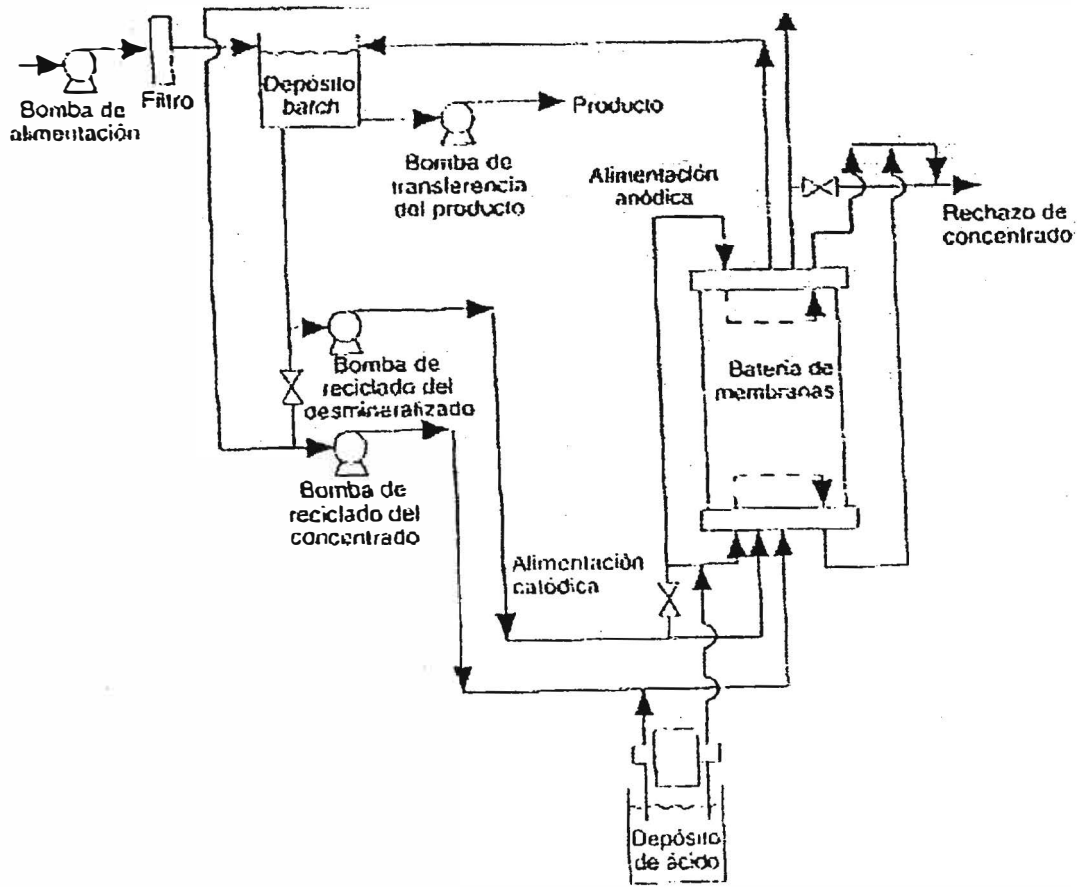 Bomba de
alimentación
Filtro
Depósito
batch
Producto
Bomba de
transferencia
del producto
Alimentación
anódica
Rechazo de
concentrado
Bomba de
reciclado del
desmineralizado
Batería de
membranas
Bomba de
reciclado del
concentrado
Alimentación
catódica
Depósito
de ácido